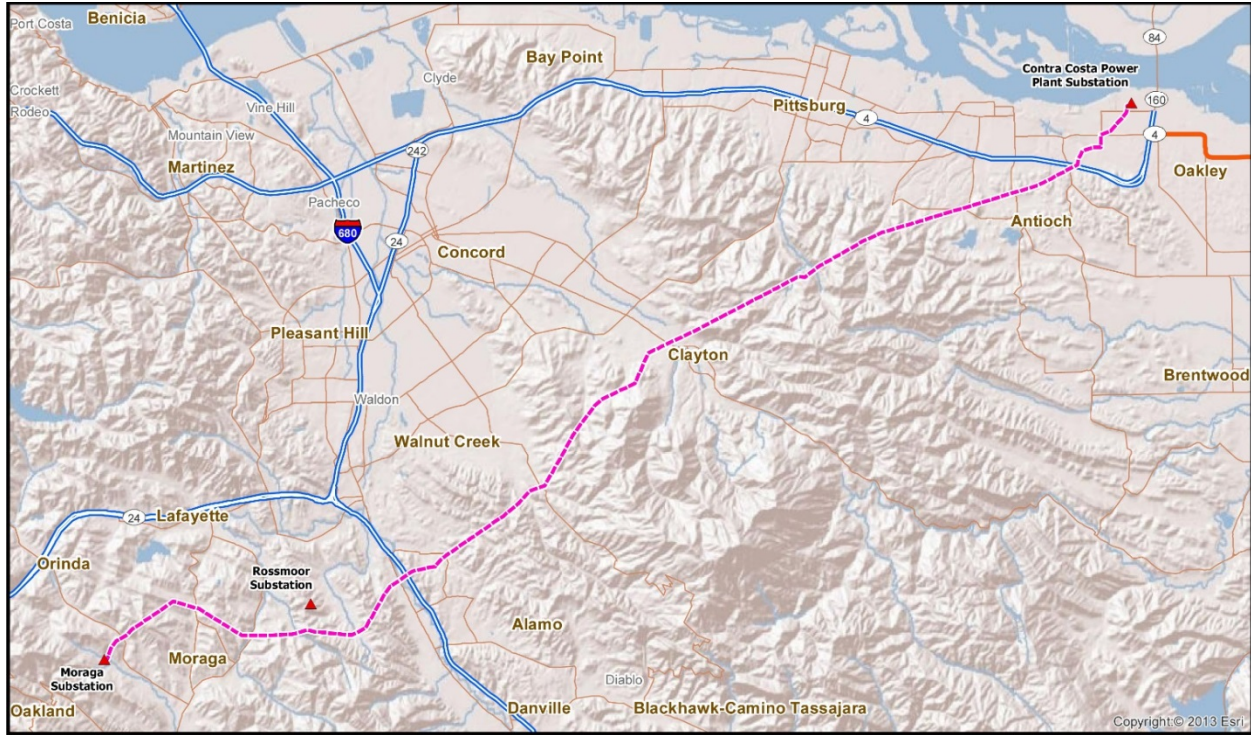 Port Costa
Benicia
84
Crockett
Rodeo
Clyde
Bay Point
Contra Costa Power
Plant Substation
Vine Hill
Pittsburg
160
4
4
Mountain View
242
Martinez
Oakley
Pacheco
680
24
Antioch
Concord
Pleasant Hill
Clayton
Brentwood
Waldon
Walnut Creek
24
Lafayette
Orinda
Rossmoor
Substation
Alamo
Moraga
Moraga
Substation
Diablo
Oakland
Danville
Blackhawk-Camino Tassajara
Copyright:© 2013 Esri